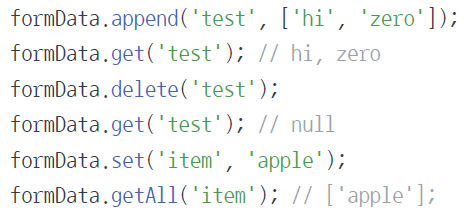 formData.append('test', ['hi', 'zero']);
formData.get('test'); // hi, zero
formData.delete('test');
formData.get('test'); // null
formData.set('item', 'apple');
formData.getAll('item'); // ['apple'];